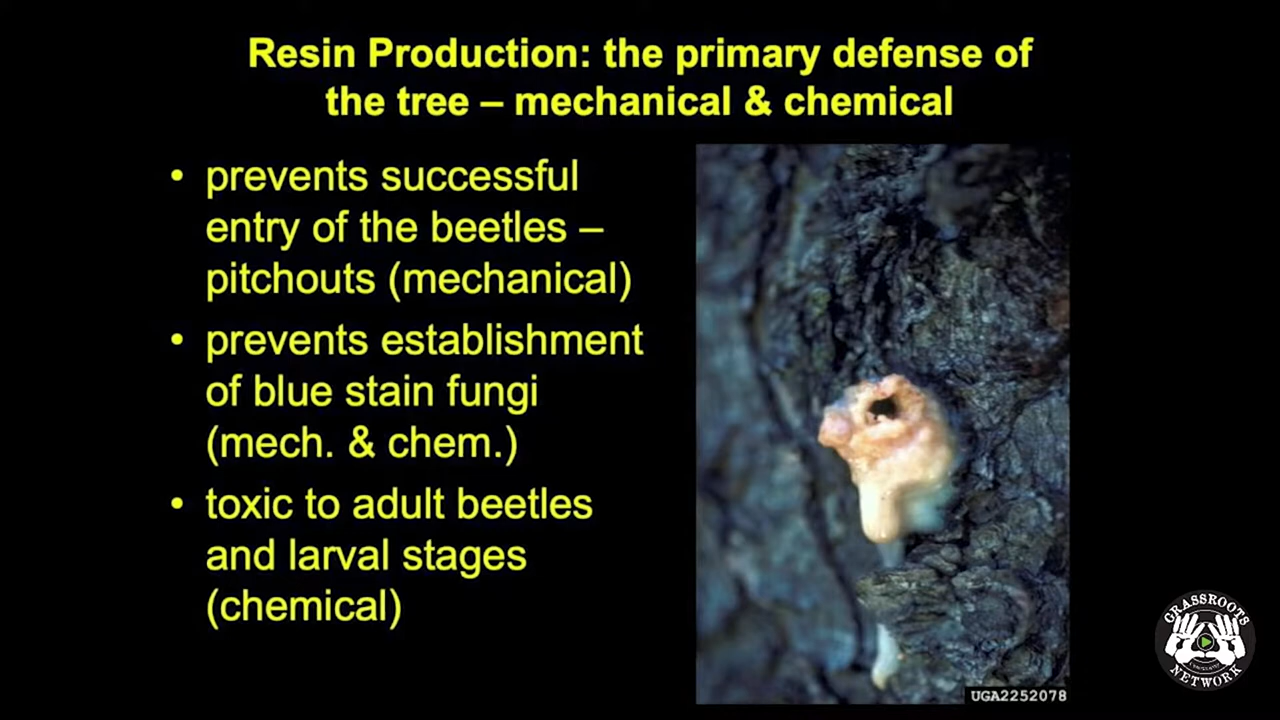 Resin Production: the primary defense of
the tree – mechanical & chemical
• prevents successful
entry of the beetles –
pitchouts (mechanical)
• prevents establishment
of blue stain fungi
(mech. & chem.)
• toxic to adult beetles
and larval stages
(chemical)
UGA2252078
GRASSROOTS
NETWORK